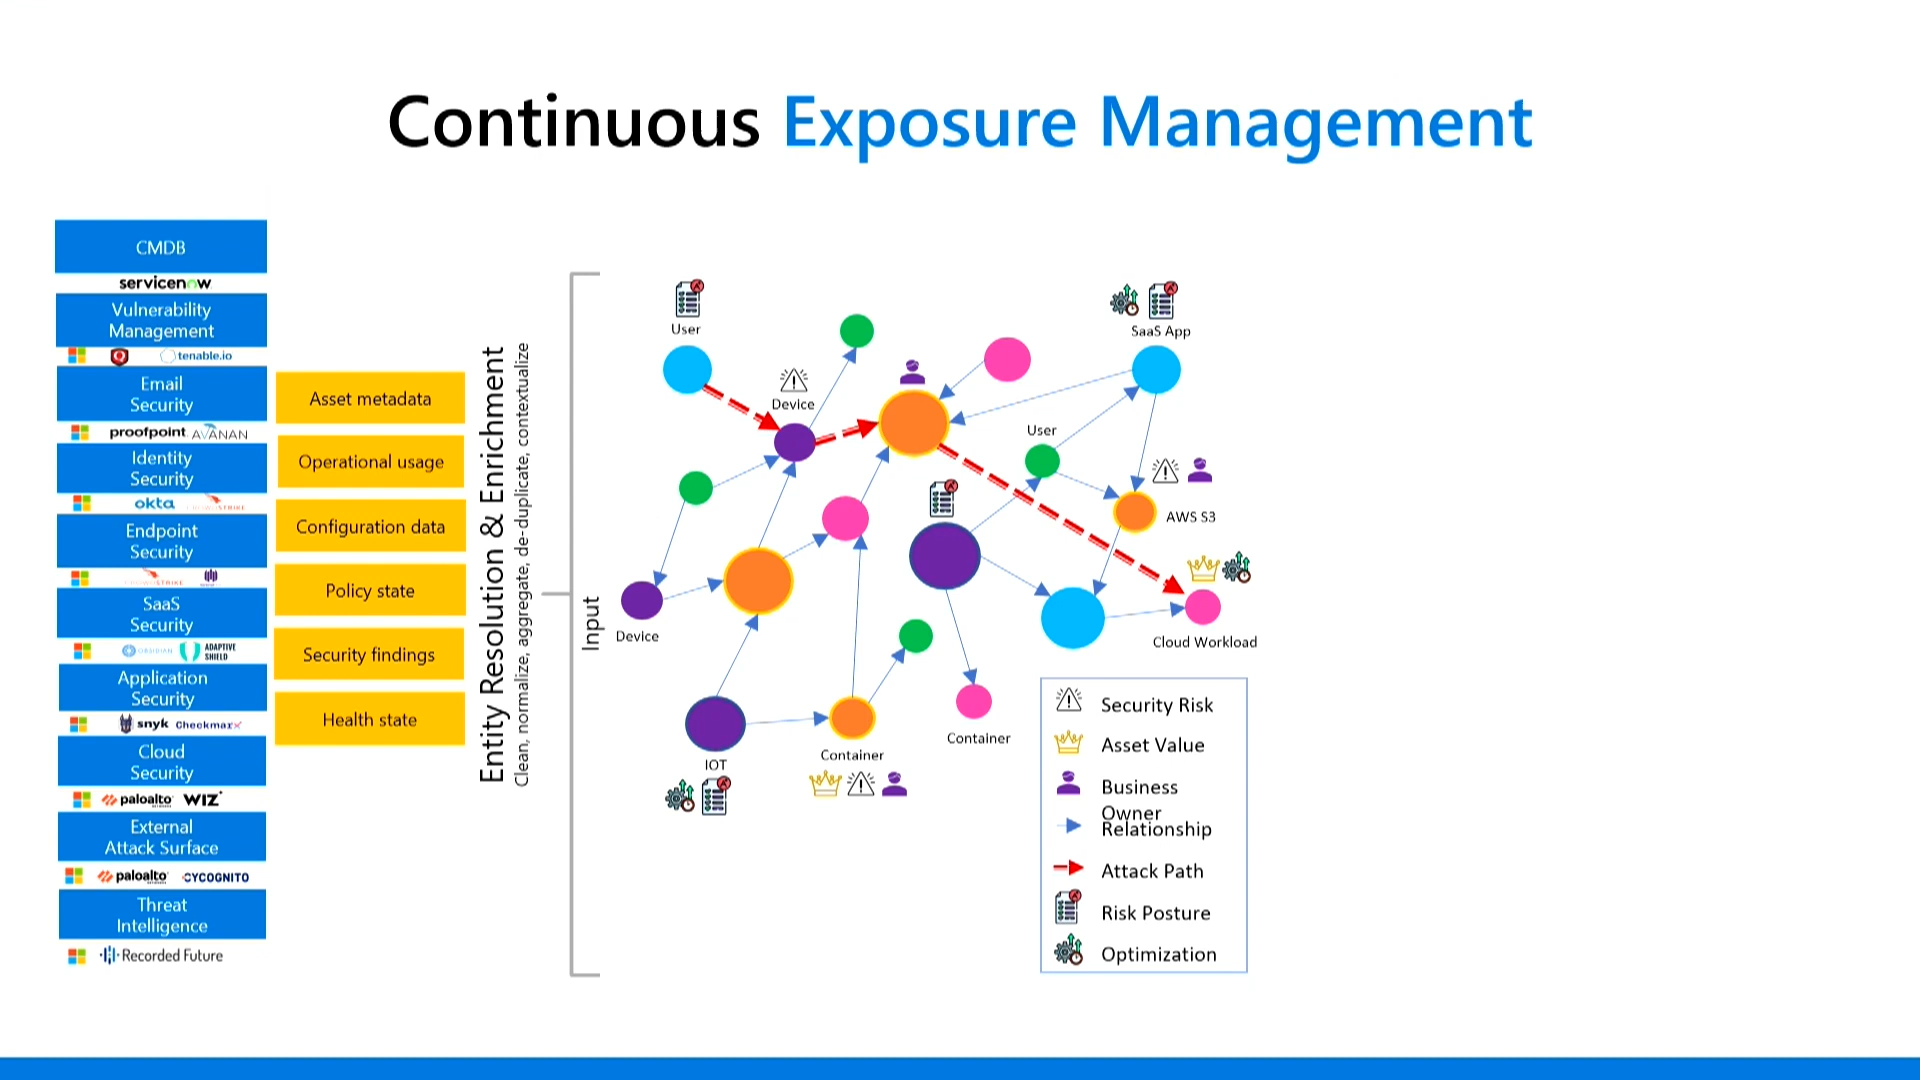 Continuous Exposure Management
CMDB
servicenow
Vulnerability
Management
tenable.io
Email
Security
proofpoint AVANAN
Identity
Security
okta
Endpoint
Security
SaaS
Security
OBSIDIAN ADAPTIVE
SHIELD
Application
Security
snyk Checkmarx
Cloud
Security
paloalto WIZ
External
Attack Surface
paloalto CYCOGNITO
Threat
Intelligence
Recorded Future
Asset metadata
Operational usage
Configuration data
Policy state
Security findings
Health state
Entity Resolution & Enrichment
Clean, normalize, aggregate, de-duplicate, contextualize
Input
User
Device
SaaS App
User
AWS S3
Device
Cloud Workload
Container
Container
IOT
Security Risk
Asset Value
Business
Owner
Relationship
Attack Path
Risk Posture
Optimization